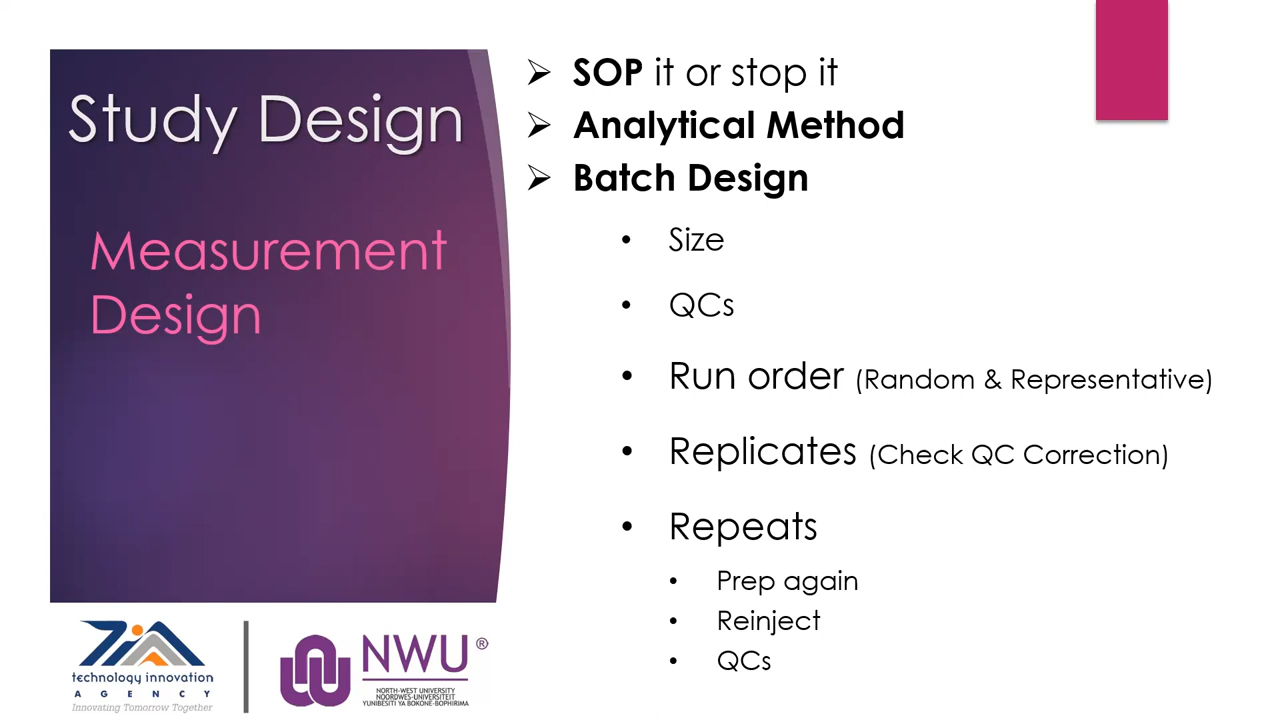 Study Design
Measurement
Design
➢ SOP it or stop it
➢ Analytical Method
➢ Batch Design
• Size
• QCs
• Run order (Random & Representative)
• Replicates (Check QC Correction)
• Repeats
• Prep again
• Reinject
• QCs
technology innovation
AGENCY
Innovating Tomorrow Together
NWU®
NORTH-WEST UNIVERSITY
NOORDWES-UNIVERSITEIT
YUNIBESITI YA BOKONE-BOPHIRIMA